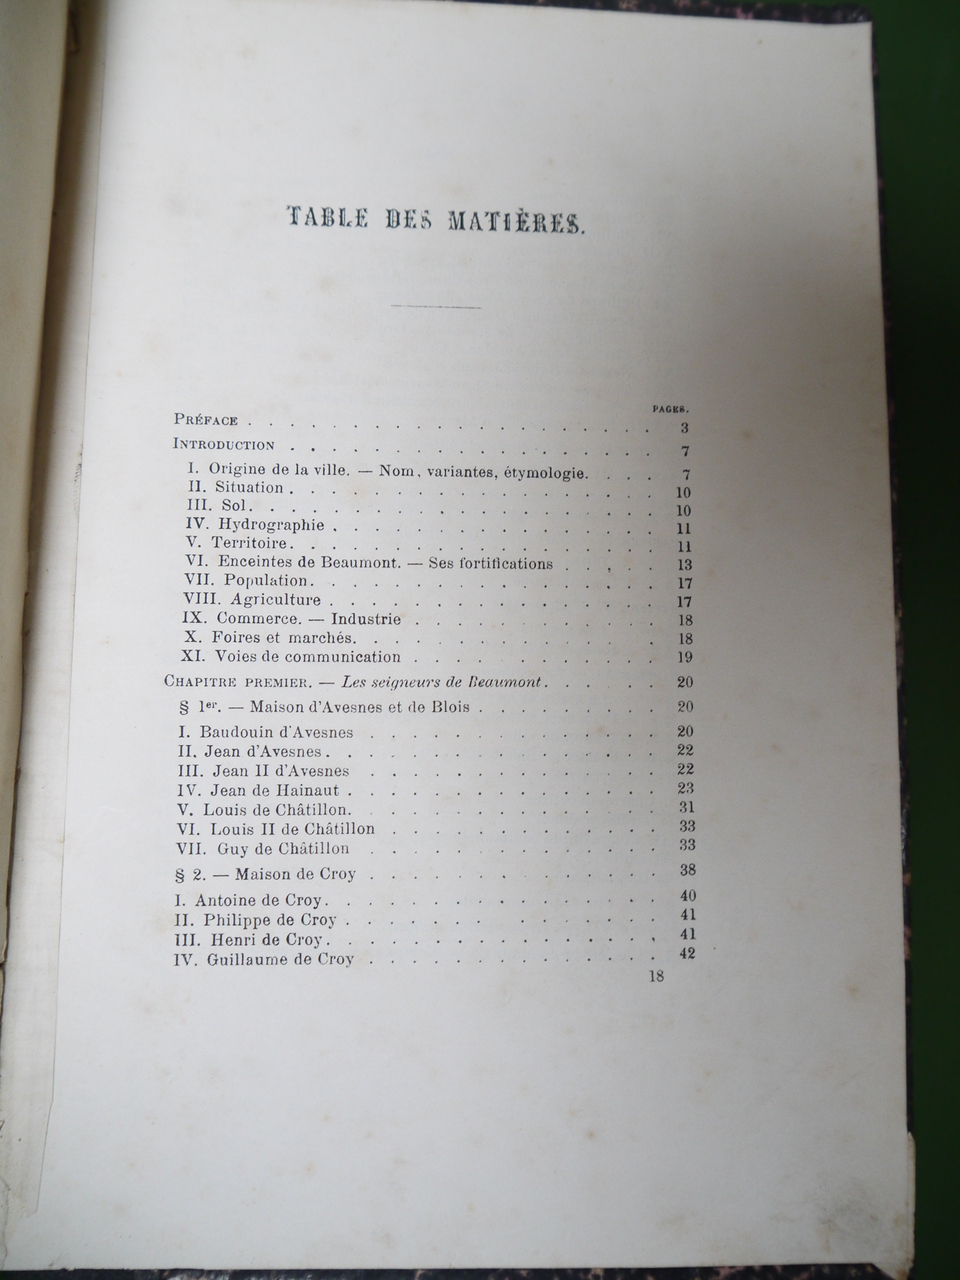 TABLE DES MATIÈRES.
PAGES.
PRÉFACE . . . . . . . . . . . . . . . . . 3
INTRODUCTION . . . . . . . . . . . . . . . 7
I. Origine de la ville. — Nom, variantes, étymologie. . . . 7
II. Situation . . . . . . . . . . . . . . . 10
III. Sol. . . . . . . . . . . . . . . . . 10
IV. Hydrographie . . . . . . . . . . . . . 11
V. Territoire. . . . . . . . . . . . . . . 11
VI. Enceintes de Beaumont. — Ses fortifications . . . . . 13
VII. Population. . . . . . . . . . . . . . 17
VIII. Agriculture . . . . . . . . . . . . . 17
IX. Commerce. — Industrie . . . . . . . . . . 18
X. Foires et marchés. . . . . . . . . . . . 18
XI. Voies de communication . . . . . . . . . . 19
CHAPITRE PREMIER. — Les seigneurs de Beaumont. . . . . . 20
§ 1er. — Maison d'Avesnes et de Blois . . . . . . . . 20
I. Baudouin d'Avesnes . . . . . . . . . . . . 20
II. Jean d'Avesnes. . . . . . . . . . . . . . 22
III. Jean II d'Avesnes . . . . . . . . . . . . 22
IV. Jean de Hainaut . . . . . . . . . . . . . 23
V. Louis de Châtillon. . . . . . . . . . . . . 31
VI. Louis II de Châtillon . . . . . . . . . . . 33
VII. Guy de Châtillon . . . . . . . . . . . . 33
§ 2. — Maison de Croy . . . . . . . . . . . . 38
I. Antoine de Croy. . . . . . . . . . . . . . 40
II. Philippe de Croy . . . . . . . . . . . . . 41
III. Henri de Croy. . . . . . . . . . . . . . 41
IV. Guillaume de Croy . . . . . . . . . . . . 42
18